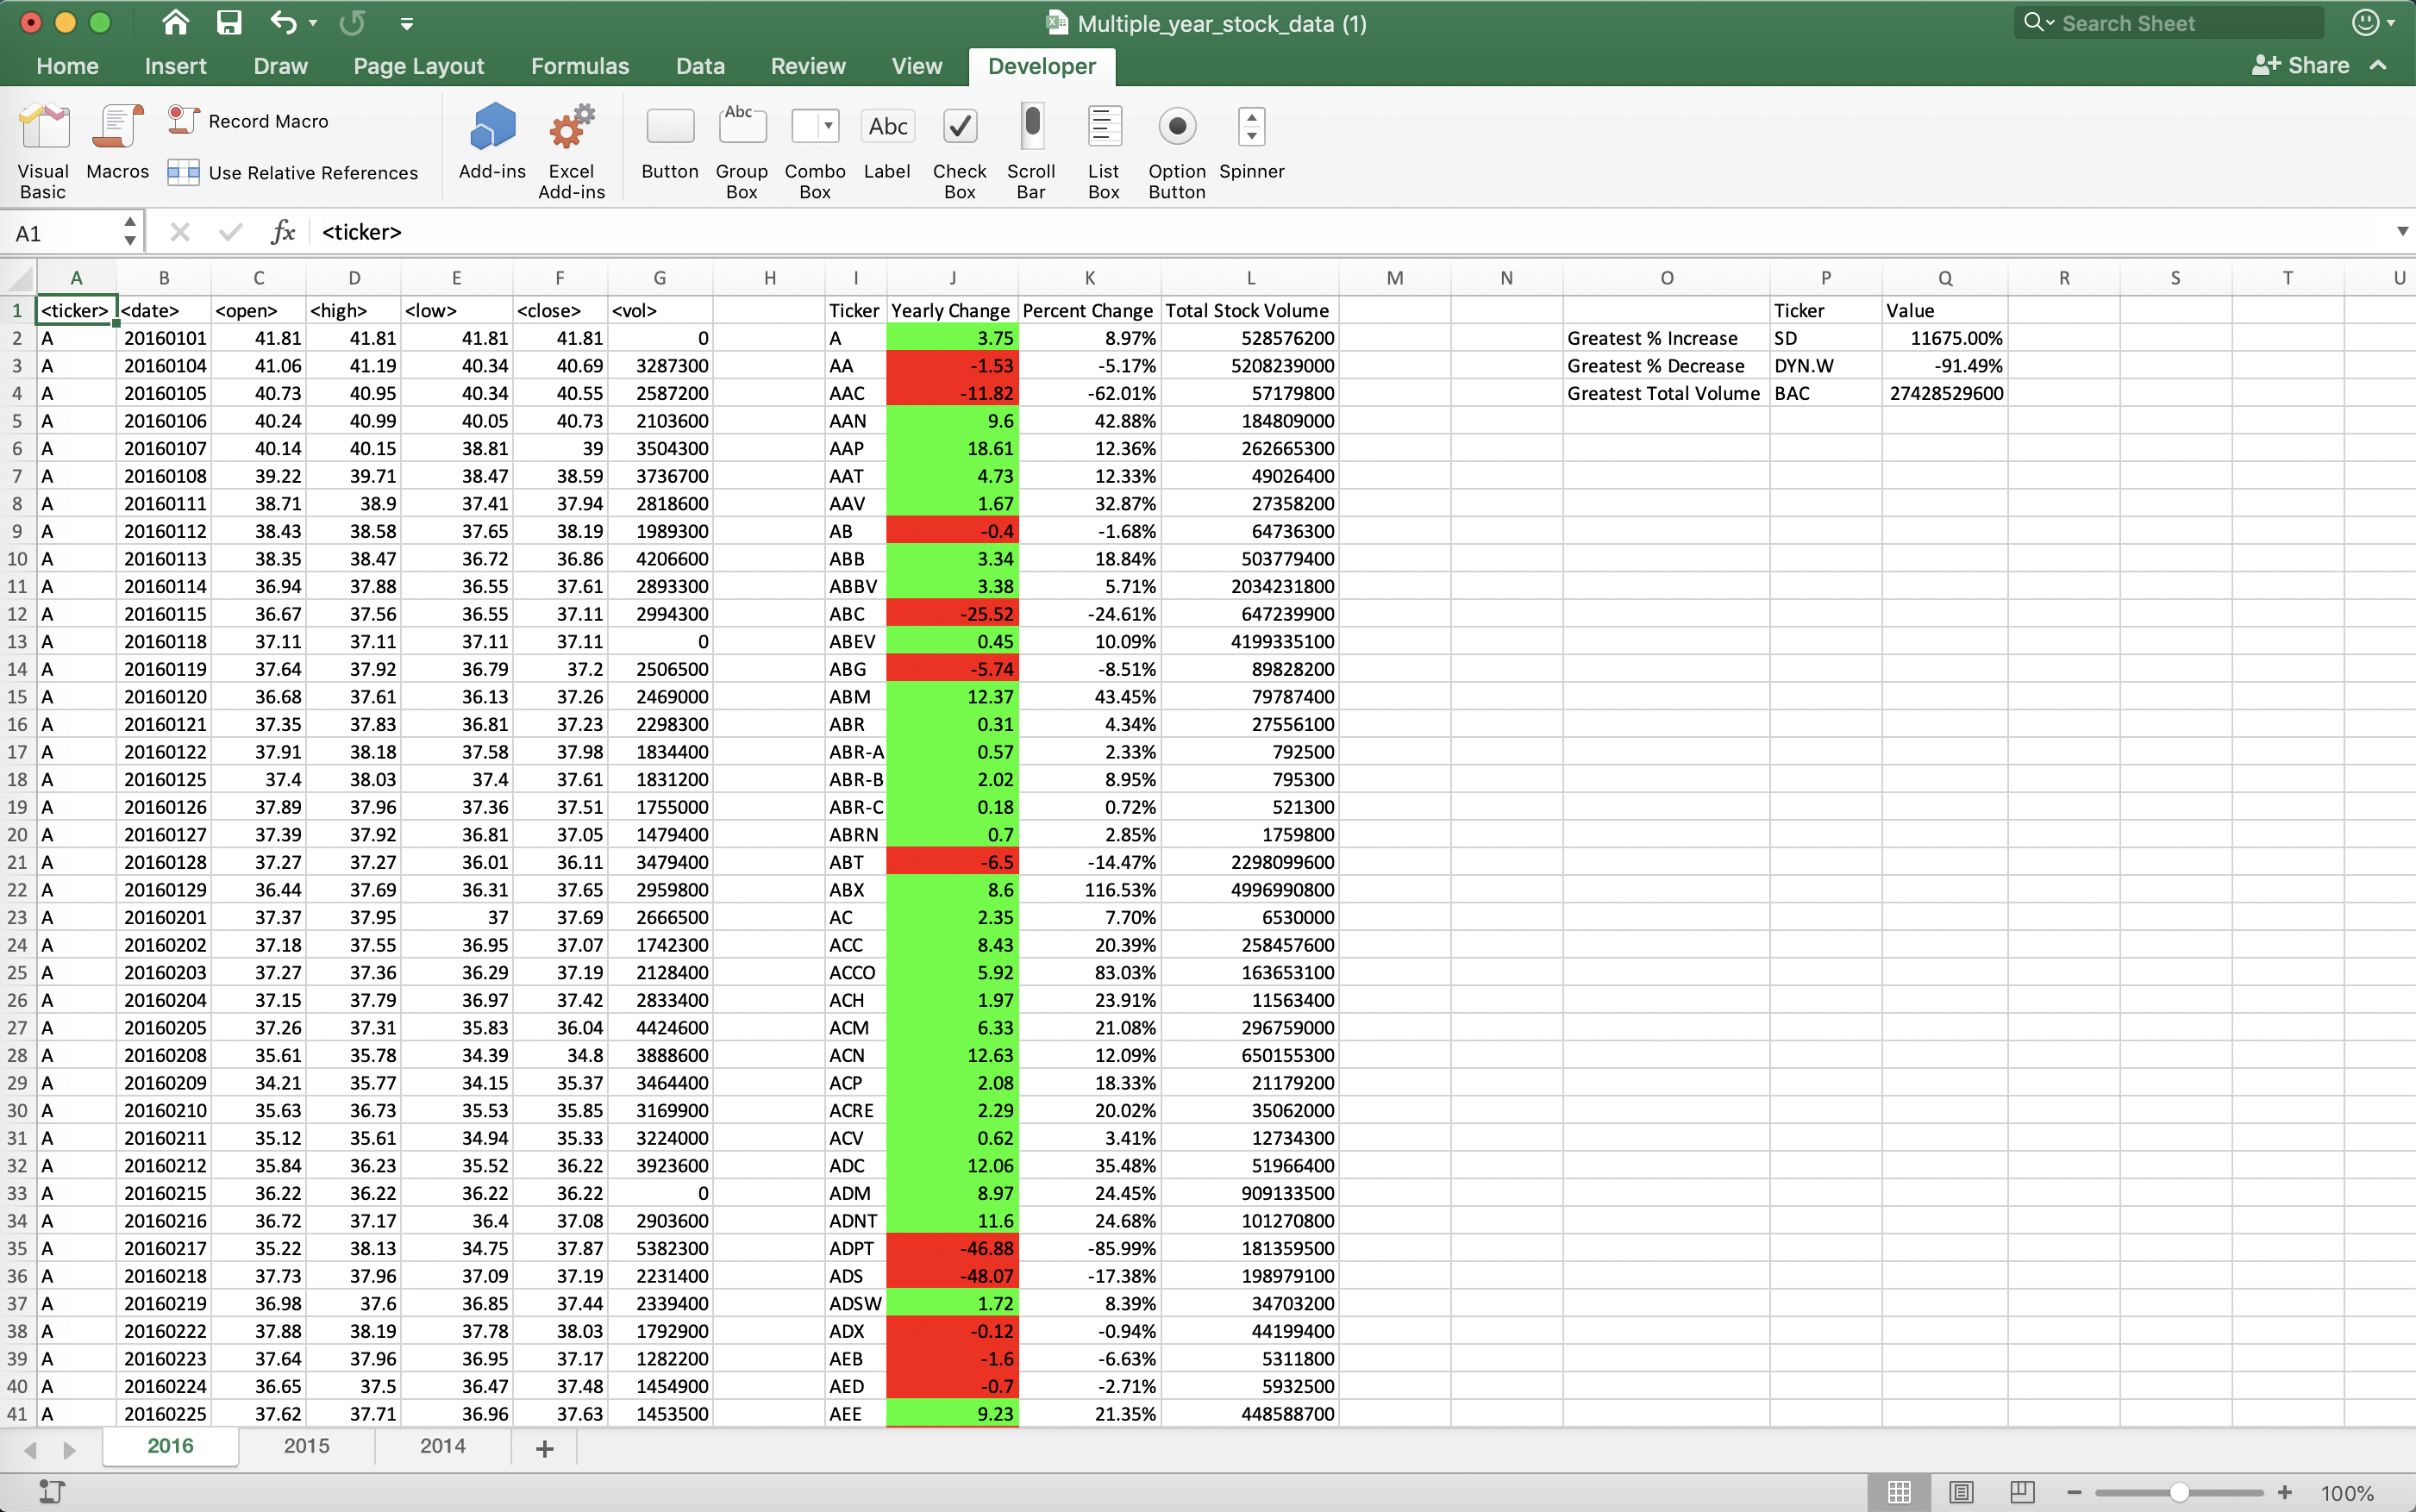 Multiple_year_stock_data (1)
Search Sheet
Home Insert Draw Page Layout Formulas Data Review View Developer Share
Record Macro
Use Relative References
Visual Basic Macros Add-ins Excel Add-ins Button Abc Group Box Combo Box Abc Label Check Box Scroll Bar List Box Option Button Spinner
A1 fx <ticker>
A B C D E F G H I J K L M N O P Q R S T U
1 <ticker> <date> <open> <high> <low> <close> <vol> Ticker Yearly Change Percent Change Total Stock Volume Ticker Value
2 A 20160101 41.81 41.81 41.81 41.81 0 A 3.75 8.97% 528576200 Greatest % Increase SD 11675.00%
3 A 20160104 41.06 41.19 40.34 40.69 3287300 AA -1.53 -5.17% 5208239000 Greatest % Decrease DYN.W -91.49%
4 A 20160105 40.73 40.95 40.34 40.55 2587200 AAC -11.82 -62.01% 57179800 Greatest Total Volume BAC 27428529600
5 A 20160106 40.24 40.99 40.05 40.73 2103600 AAN 9.6 42.88% 184809000
6 A 20160107 40.14 40.15 38.81 39 3504300 AAP 18.61 12.36% 262665300
7 A 20160108 39.22 39.71 38.47 38.59 3736700 AAT 4.73 12.33% 49026400
8 A 20160111 38.71 38.9 37.41 37.94 2818600 AAV 1.67 32.87% 27358200
9 A 20160112 38.43 38.58 37.65 38.19 1989300 AB -0.4 -1.68% 64736300
10 A 20160113 38.35 38.47 36.72 36.86 4206600 ABB 3.34 18.84% 503779400
11 A 20160114 36.94 37.88 36.55 37.61 2893300 ABBV 3.38 5.71% 2034231800
12 A 20160115 36.67 37.56 36.55 37.11 2994300 ABC -25.52 -24.61% 647239900
13 A 20160118 37.11 37.11 37.11 37.11 0 ABEV 0.45 10.09% 4199335100
14 A 20160119 37.64 37.92 36.79 37.2 2506500 ABG -5.74 -8.51% 89828200
15 A 20160120 36.68 37.61 36.13 37.26 2469000 ABM 12.37 43.45% 79787400
16 A 20160121 37.35 37.83 36.81 37.23 2298300 ABR 0.31 4.34% 27556100
17 A 20160122 37.91 38.18 37.58 37.98 1834400 ABR-A 0.57 2.33% 792500
18 A 20160125 37.4 38.03 37.4 37.61 1831200 ABR-B 2.02 8.95% 795300
19 A 20160126 37.89 37.96 37.36 37.51 1755000 ABR-C 0.18 0.72% 521300
20 A 20160127 37.39 37.92 36.81 37.05 1479400 ABRN 0.7 2.85% 1759800
21 A 20160128 37.27 37.27 36.01 36.11 3479400 ABT -6.5 -14.47% 2298099600
22 A 20160129 36.44 37.69 36.31 37.65 2959800 ABX 8.6 116.53% 4996990800
23 A 20160201 37.37 37.95 37 37.69 2666500 AC 2.35 7.70% 6530000
24 A 20160202 37.18 37.55 36.95 37.07 1742300 ACC 8.43 20.39% 258457600
25 A 20160203 37.27 37.36 36.29 37.19 2128400 ACCO 5.92 83.03% 163653100
26 A 20160204 37.15 37.79 36.97 37.42 2833400 ACH 1.97 23.91% 11563400
27 A 20160205 37.26 37.31 35.83 36.04 4424600 ACM 6.33 21.08% 296759000
28 A 20160208 35.61 35.78 34.39 34.8 3888600 ACN 12.63 12.09% 650155300
29 A 20160209 34.21 35.77 34.15 35.37 3464400 ACP 2.08 18.33% 21179200
30 A 20160210 35.63 36.73 35.53 35.85 3169900 ACRE 2.29 20.02% 35062000
31 A 20160211 35.12 35.61 34.94 35.33 3224000 ACV 0.62 3.41% 12734300
32 A 20160212 35.84 36.23 35.52 36.22 3923600 ADC 12.06 35.48% 51966400
33 A 20160215 36.22 36.22 36.22 36.22 0 ADM 8.97 24.45% 909133500
34 A 20160216 36.72 37.17 36.4 37.08 2903600 ADNT 11.6 24.68% 101270800
35 A 20160217 35.22 38.13 34.75 37.87 5382300 ADPT -46.88 -85.99% 181359500
36 A 20160218 37.73 37.96 37.09 37.19 2231400 ADS -48.07 -17.38% 198979100
37 A 20160219 36.98 37.6 36.85 37.44 2339400 ADSW 1.72 8.39% 34703200
38 A 20160222 37.88 38.19 37.78 38.03 1792900 ADX -0.12 -0.94% 44199400
39 A 20160223 37.64 37.96 36.95 37.17 1282200 AEB -1.6 -6.63% 5311800
40 A 20160224 36.65 37.5 36.47 37.48 1454900 AED -0.7 -2.71% 5932500
41 A 20160225 37.62 37.71 36.96 37.63 1453500 AEE 9.23 21.35% 448588700
2016 2015 2014
100%